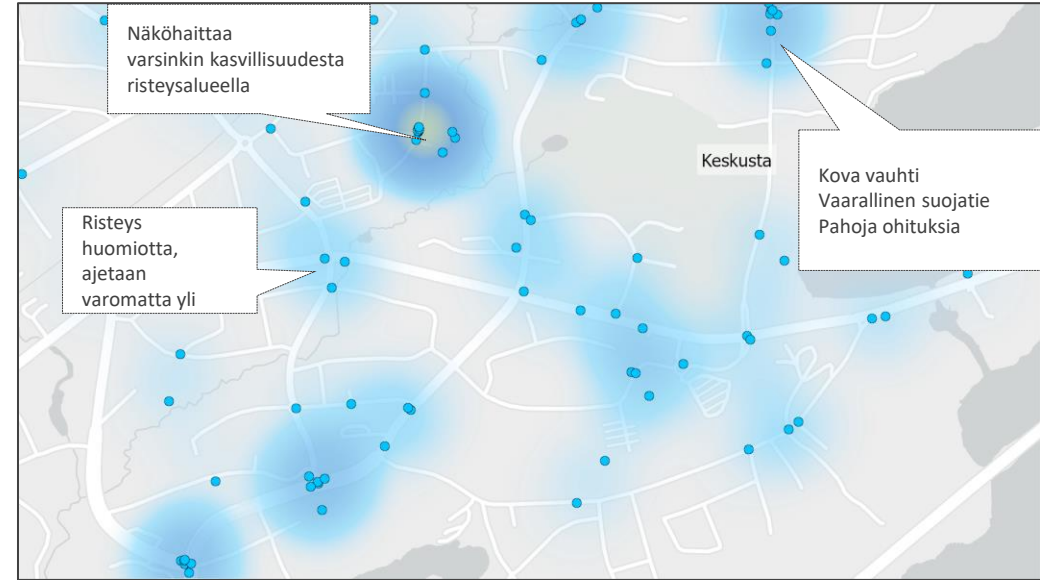 Näköhaittaa
varsinkin kasvillisuudesta
risteysalueella
Keskusta
Kova vauhti
Vaarallinen suojatie
Pahoja ohituksia
Risteys
huomiotta,
ajetaan
varomatta yli